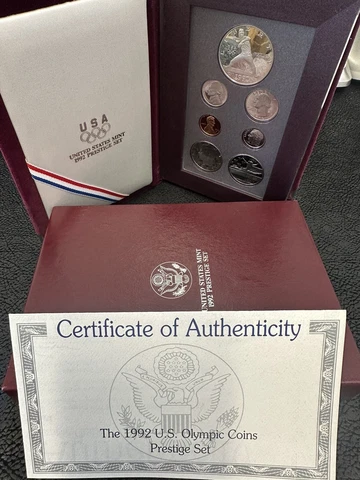 USA
UNITED STATES MINT
1992 PRESTIGE SET
UNITED STATES MINT
1992 PRESTIGE SET
Certificate of Authenticity
The 1992 U.S. Olympic Coins
Prestige Set